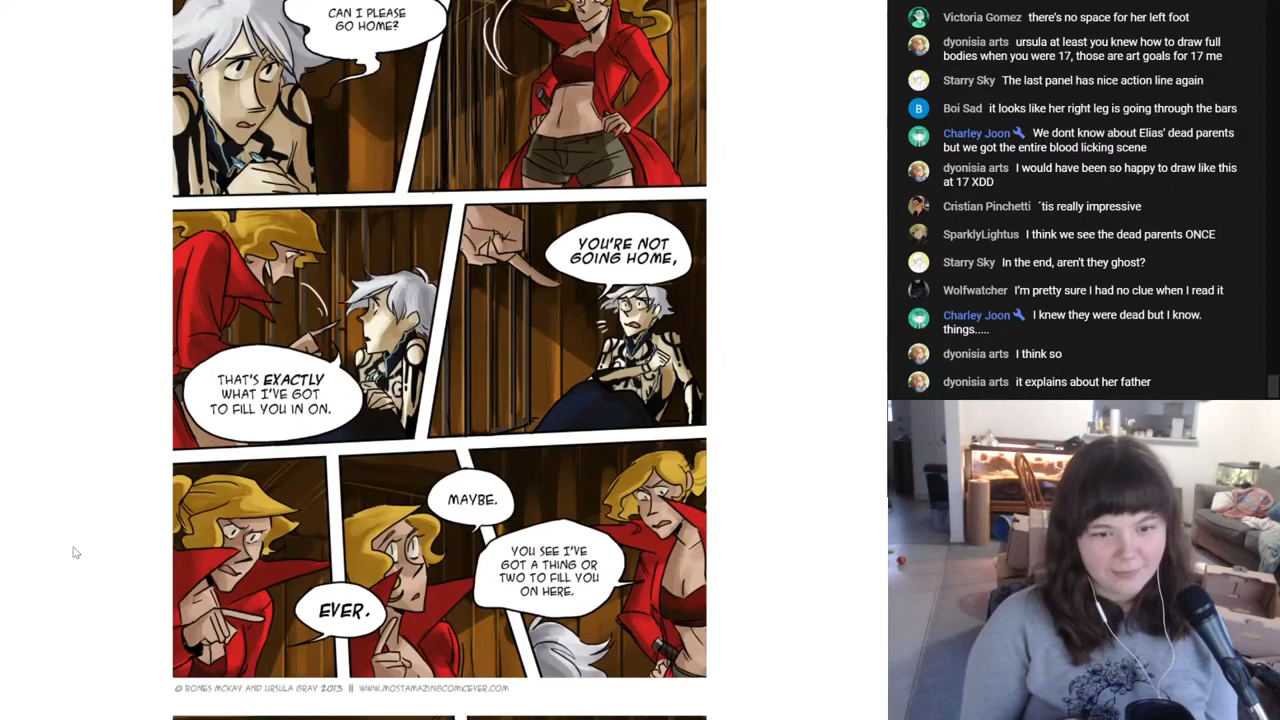 CAN I PLEASE
GO HOME?
YOU'RE NOT
GOING HOME,
THAT'S EXACTLY
WHAT I'VE GOT
TO FILL YOU IN ON.
EVER.
MAYBE.
YOU SEE I'VE
GOT A THING OR
TWO TO FILL YOU
ON HERE.
© BONES MCKAY AND URSULA GRAY 2013 || WWW.MOSTAMAZINGCOMICEVER.COM
Victoria Gomez there's no space for her left foot
dyonisia arts ursula at least you knew how to draw full
bodies when you were 17, those are art goals for 17 me
Starry Sky The last panel has nice action line again
B Boi Sad it looks like her right leg is going through the bars
Charley Joon We dont know about Elias' dead parents
but we got the entire blood licking scene
dyonisia arts I would have been so happy to draw like this
at 17 XDD
Cristian Pinchetti ´tis really impressive
SparklyLightus I think we see the dead parents ONCE
Starry Sky In the end, aren't they ghost?
Wolfwatcher I'm pretty sure I had no clue when I read it
Charley Joon I knew they were dead but I know.
things.....
dyonisia arts I think so
dyonisia arts it explains about her father